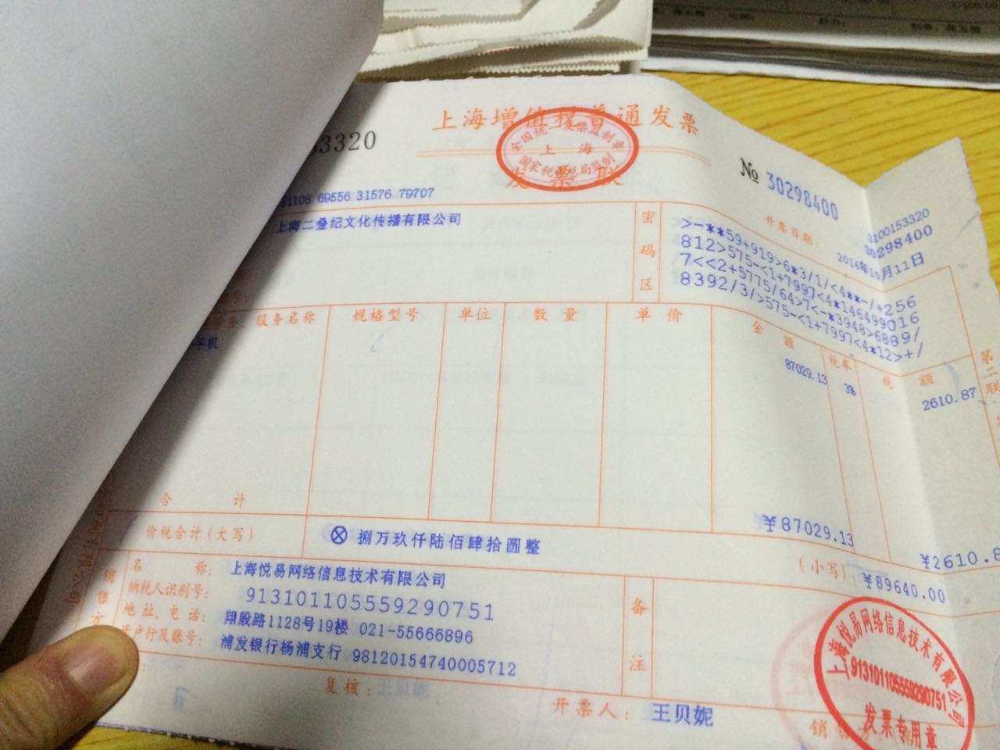 上海增值税普通发票
全国统一发票监制章
上海
国家税务总局监制
发票联
53320
№ 30298400
3100153320
30298400
开票日期: 2016年10月11日
1108 69556 31576 79707
上海二叠纪文化传播有限公司
密码区
>-**59+919>6*3/1/<4**-/+256
812>575-<1+7997<4*146499016
7<<2+5775/64>7<-*3948>6889/
8392/3/>575-<1+7997<4*12>+/
服务名称 规格型号 单位 数量 单价 金额 税率 税额
手机 87029.13 3% 2610.87
第二联
合计 ¥87029.13 ¥2610.8
价税合计(大写) ⊗ 捌万玖仟陆佰肆拾圆整 (小写) ¥89640.00
销售方
名称: 上海悦易网络信息技术有限公司
纳税人识别号: 913101105559290751
地址、电话: 翔殷路1128号19楼 021-55666896
开户行及账号: 浦发银行杨浦支行 98120154740005712
备注
复核: 王贝妮
开票人: 王贝妮
销
上海悦易网络信息技术有限公司
913101105559290751
发票专用章